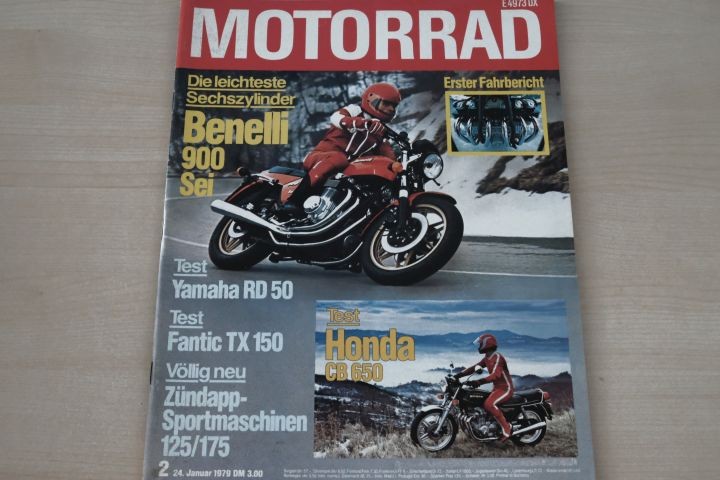 E 4973 DX
MOTORRAD
Die leichteste
Sechszylinder
Benelli
900
Sei
Erster Fahrbericht
Test
Yamaha RD 50
Test
Fantic TX 150
Völlig neu
Zündapp-
Sportmaschinen
125/175
Test
Honda
CB 650
2 24. Januar 1979 DM 3.00